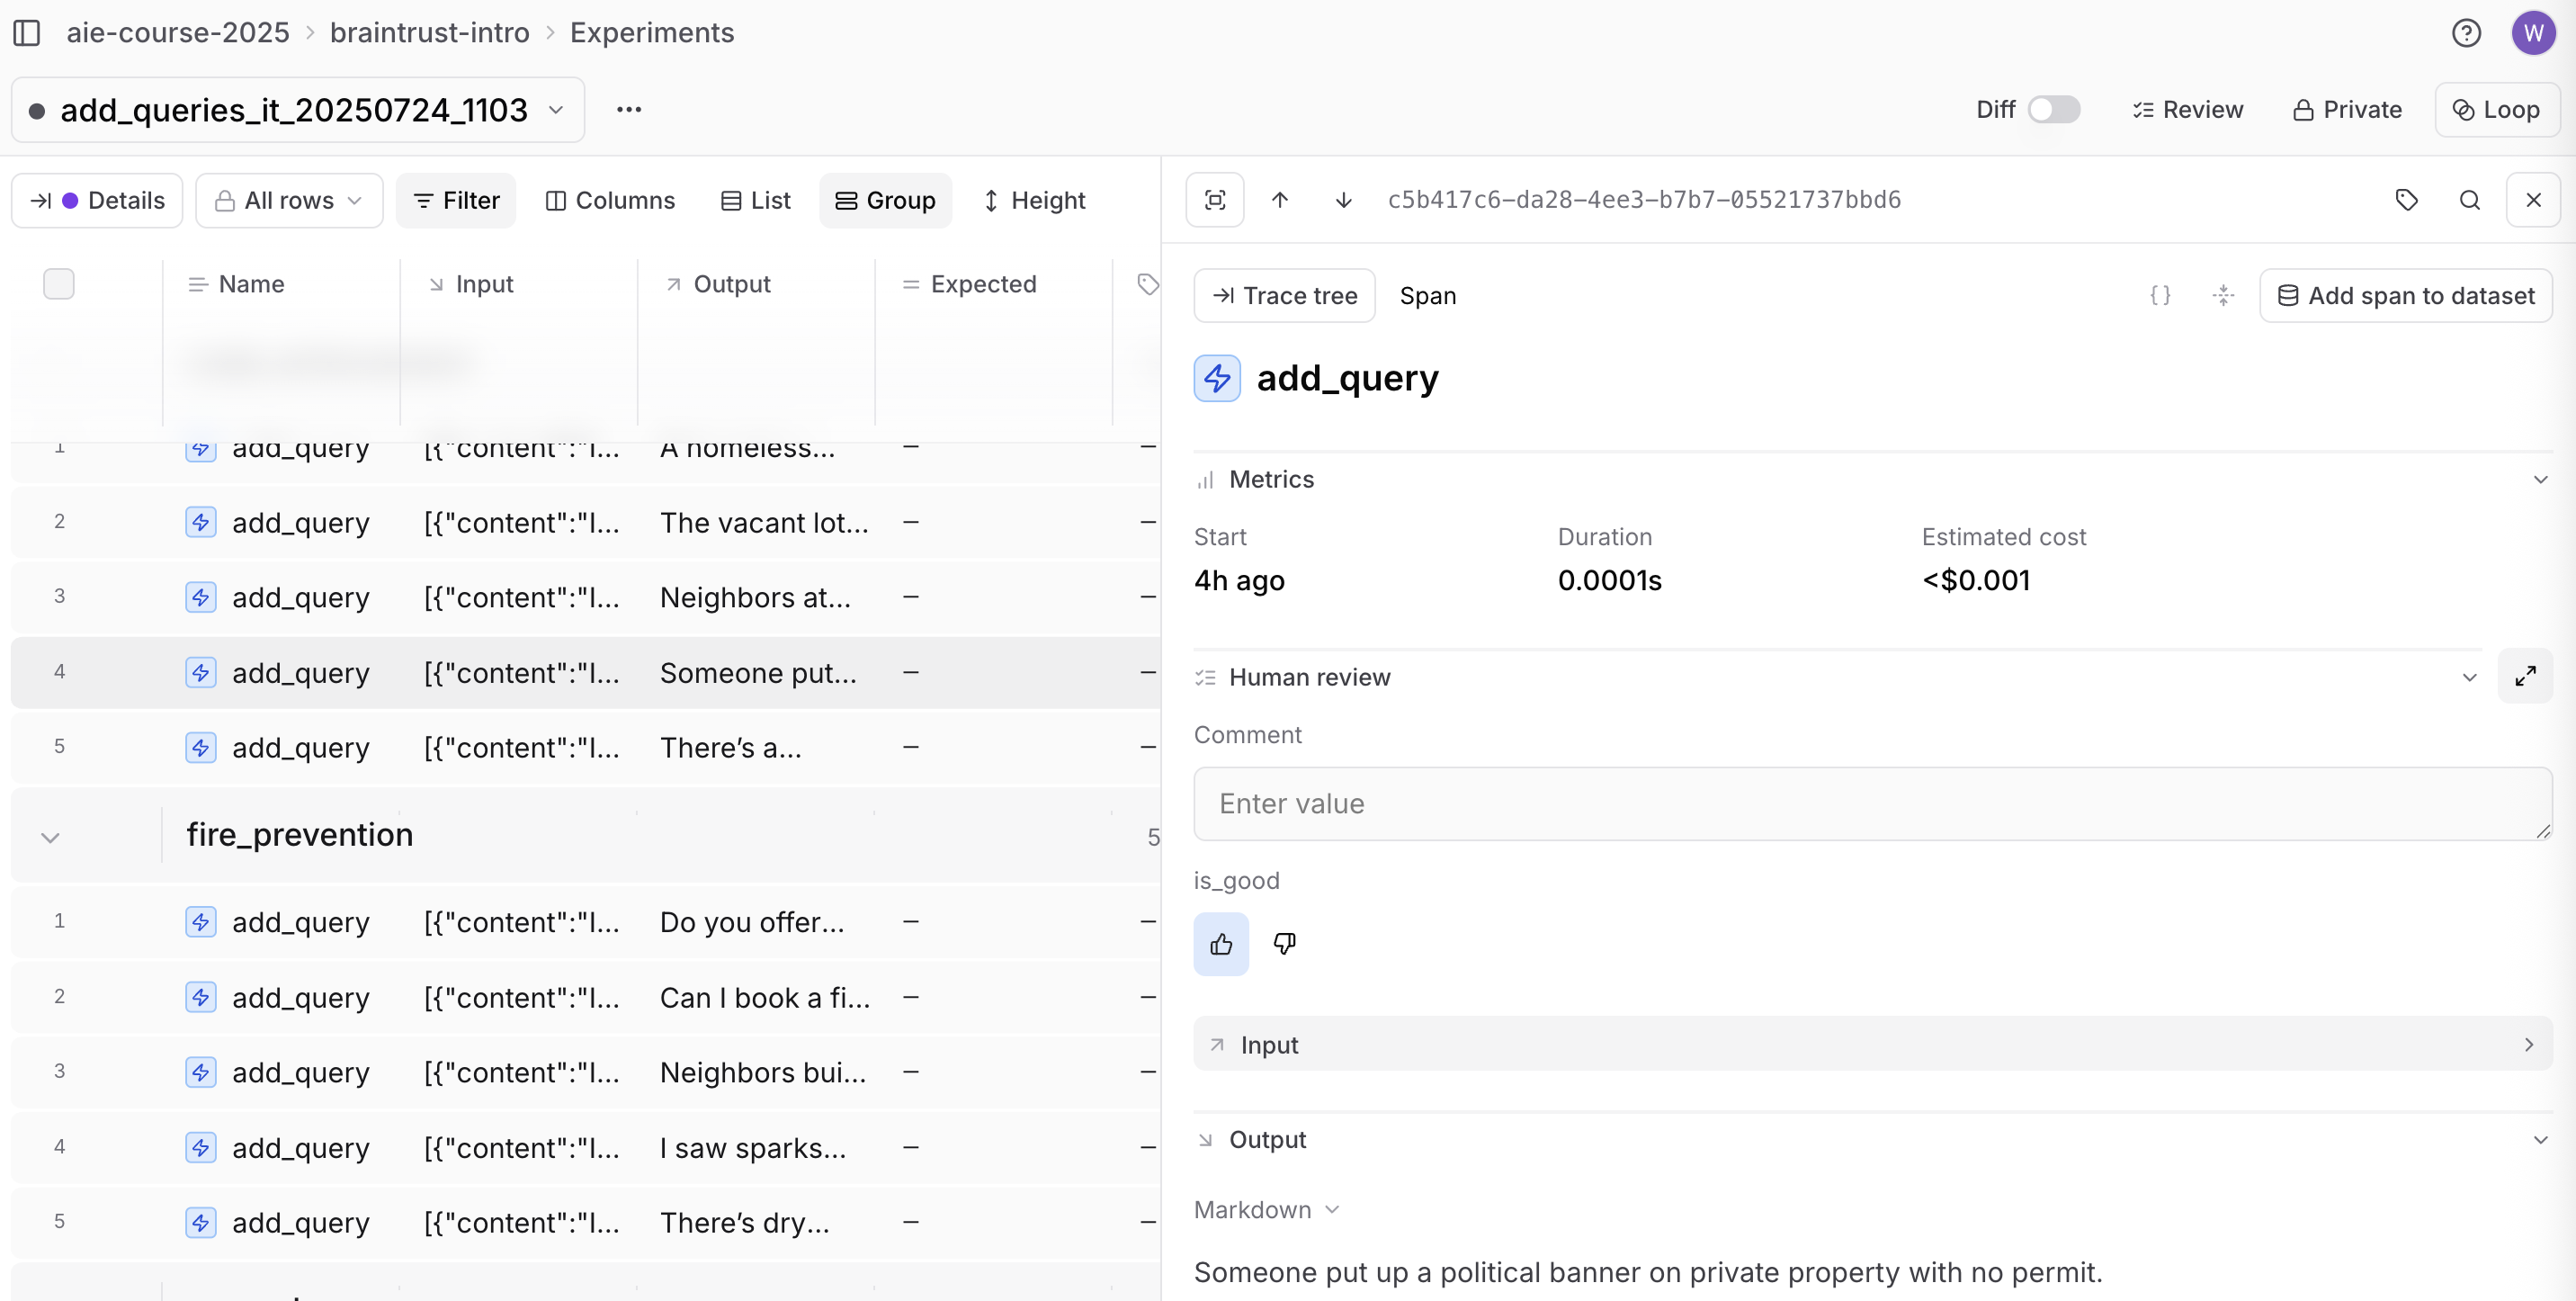 aie-course-2025 > braintrust-intro > Experiments
W
add_queries_it_20250724_1103
Diff Review Private Loop
Details All rows Filter Columns List Group Height
c5b417c6-da28-4ee3-b7b7-05521737bbd6
Name Input Output Expected
Trace tree Span {} Add span to dataset
add_query
1 add_query [{"content":"I... A homeless... –  –
2 add_query [{"content":"I... The vacant lot... – –
3 add_query [{"content":"I... Neighbors at... – –
4 add_query [{"content":"I... Someone put... – –
5 add_query [{"content":"I... There’s a... – –
fire_prevention 5
1 add_query [{"content":"I... Do you offer... – –
2 add_query [{"content":"I... Can I book a fi... – –
3 add_query [{"content":"I... Neighbors bui... – –
4 add_query [{"content":"I... I saw sparks... – –
5 add_query [{"content":"I... There’s dry... – –
Metrics
Start Duration Estimated cost
4h ago 0.0001s <$0.001
Human review
Comment
Enter value
is_good
Input
Output
Markdown
Someone put up a political banner on private property with no permit.